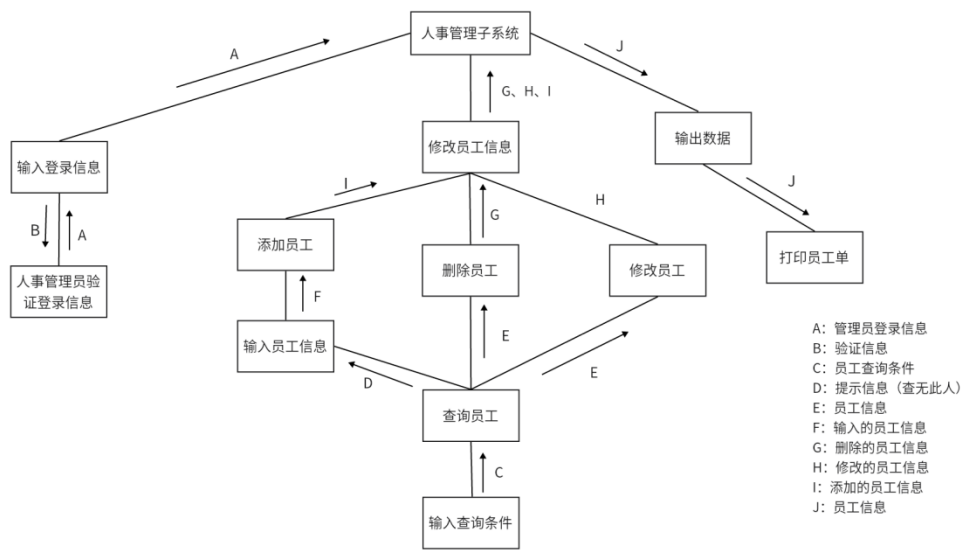 人事管理子系统
A
J
G、H、I
输入登录信息
修改员工信息
输出数据
B
A
I
G
H
J
添加员工
删除员工
修改员工
打印员工单
人事管理员验
证登录信息
F
E
输入员工信息
D
E
查询员工
C
输入查询条件
A：管理员登录信息
B：验证信息
C：员工查询条件
D：提示信息（查无此人）
E：员工信息
F：输入的员工信息
G：删除的员工信息
H：修改的员工信息
I：添加的员工信息
J：员工信息